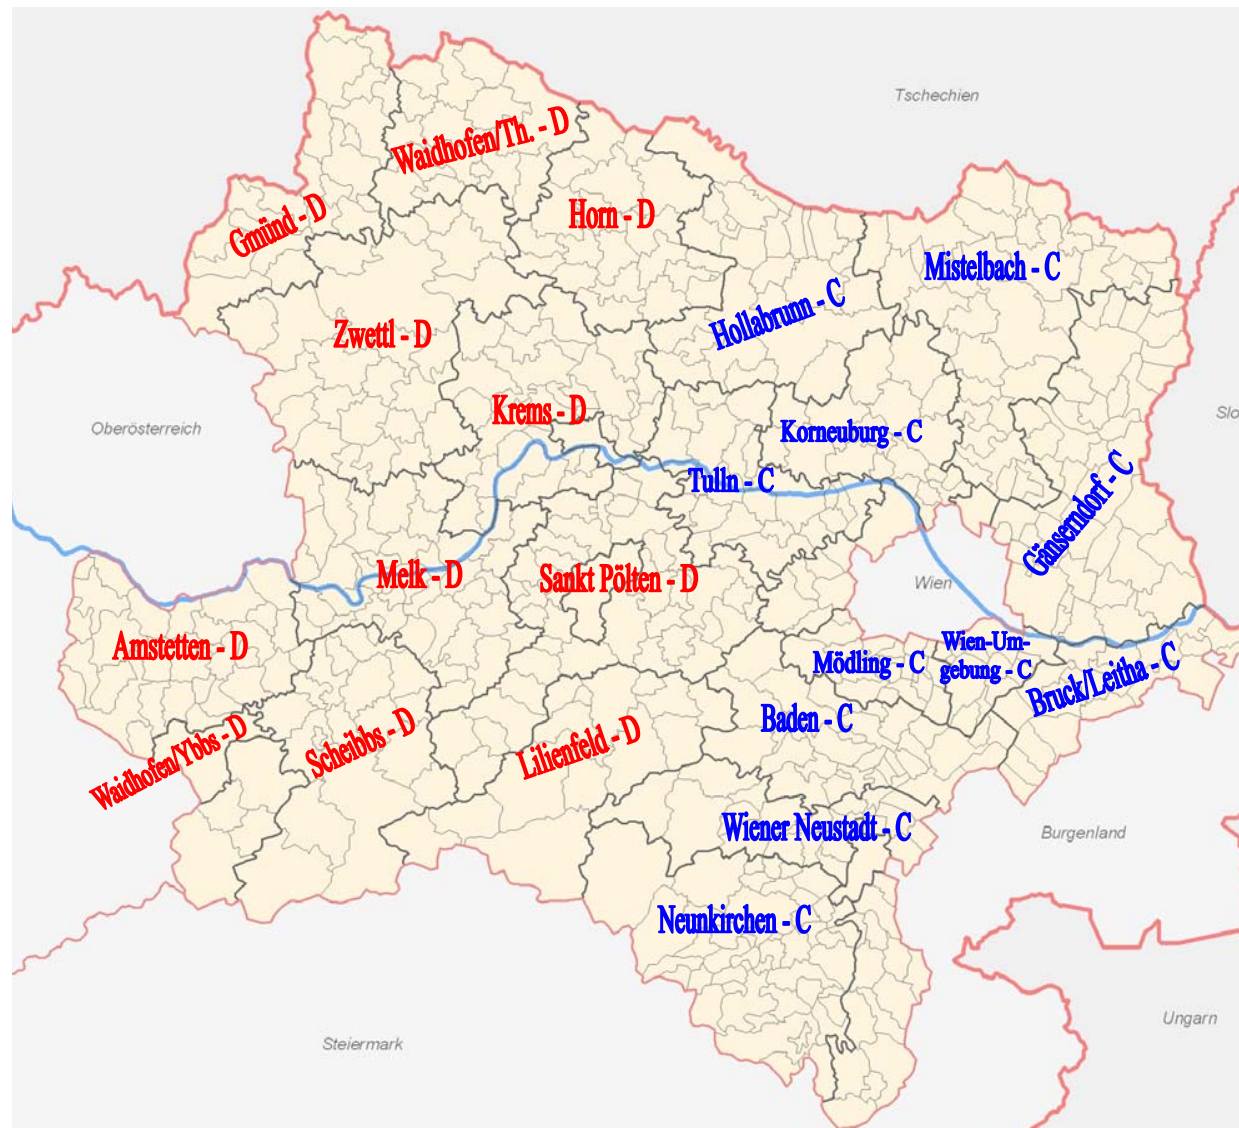 Tschechien
Waidhofen/Th. - D
Gmünd - D
Horn - D
Mistelbach - C
Hollabrunn - C
Zwettl - D
Krems - D
Slo
Oberösterreich
Korneuburg - C
Tulln - C
Gänserndorf - C
Melk - D
Sankt Pölten - D
Wien
Amstetten - D
Mödling - C
Wien-Um-
gebung - C
Bruck/Leitha - C
Baden - C
Waidhofen/Ybbs - D
Scheibbs - D
Lilienfeld - D
Wiener Neustadt - C
Burgenland
Neunkirchen - C
Ungarn
Steiermark